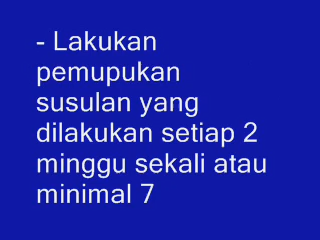 - Lakukan
pemupukan
susulan yang
dilakukan setiap 2
minggu sekali atau
minimal 7